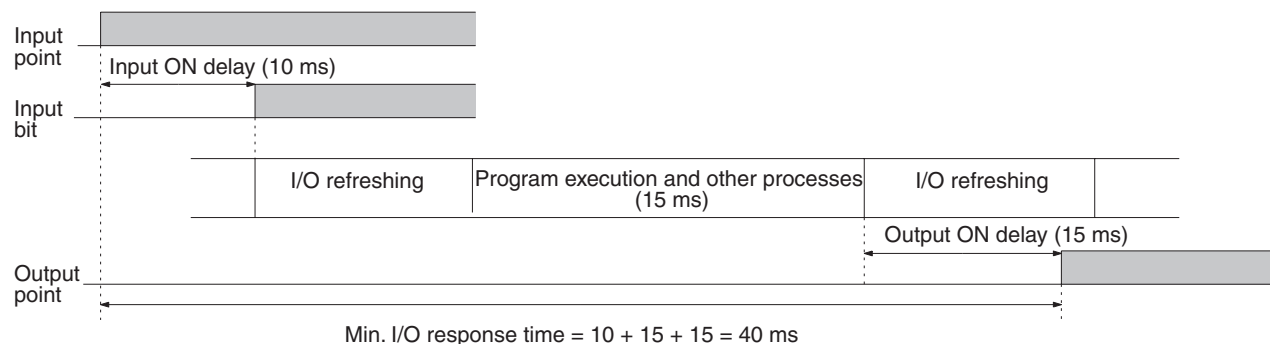 Input
point
Input ON delay (10 ms)
Input
bit
I/O refreshing
Program execution and other processes
(15 ms)
I/O refreshing
Output ON delay (15 ms)
Output
point
Min. I/O response time = 10 + 15 + 15 = 40 ms